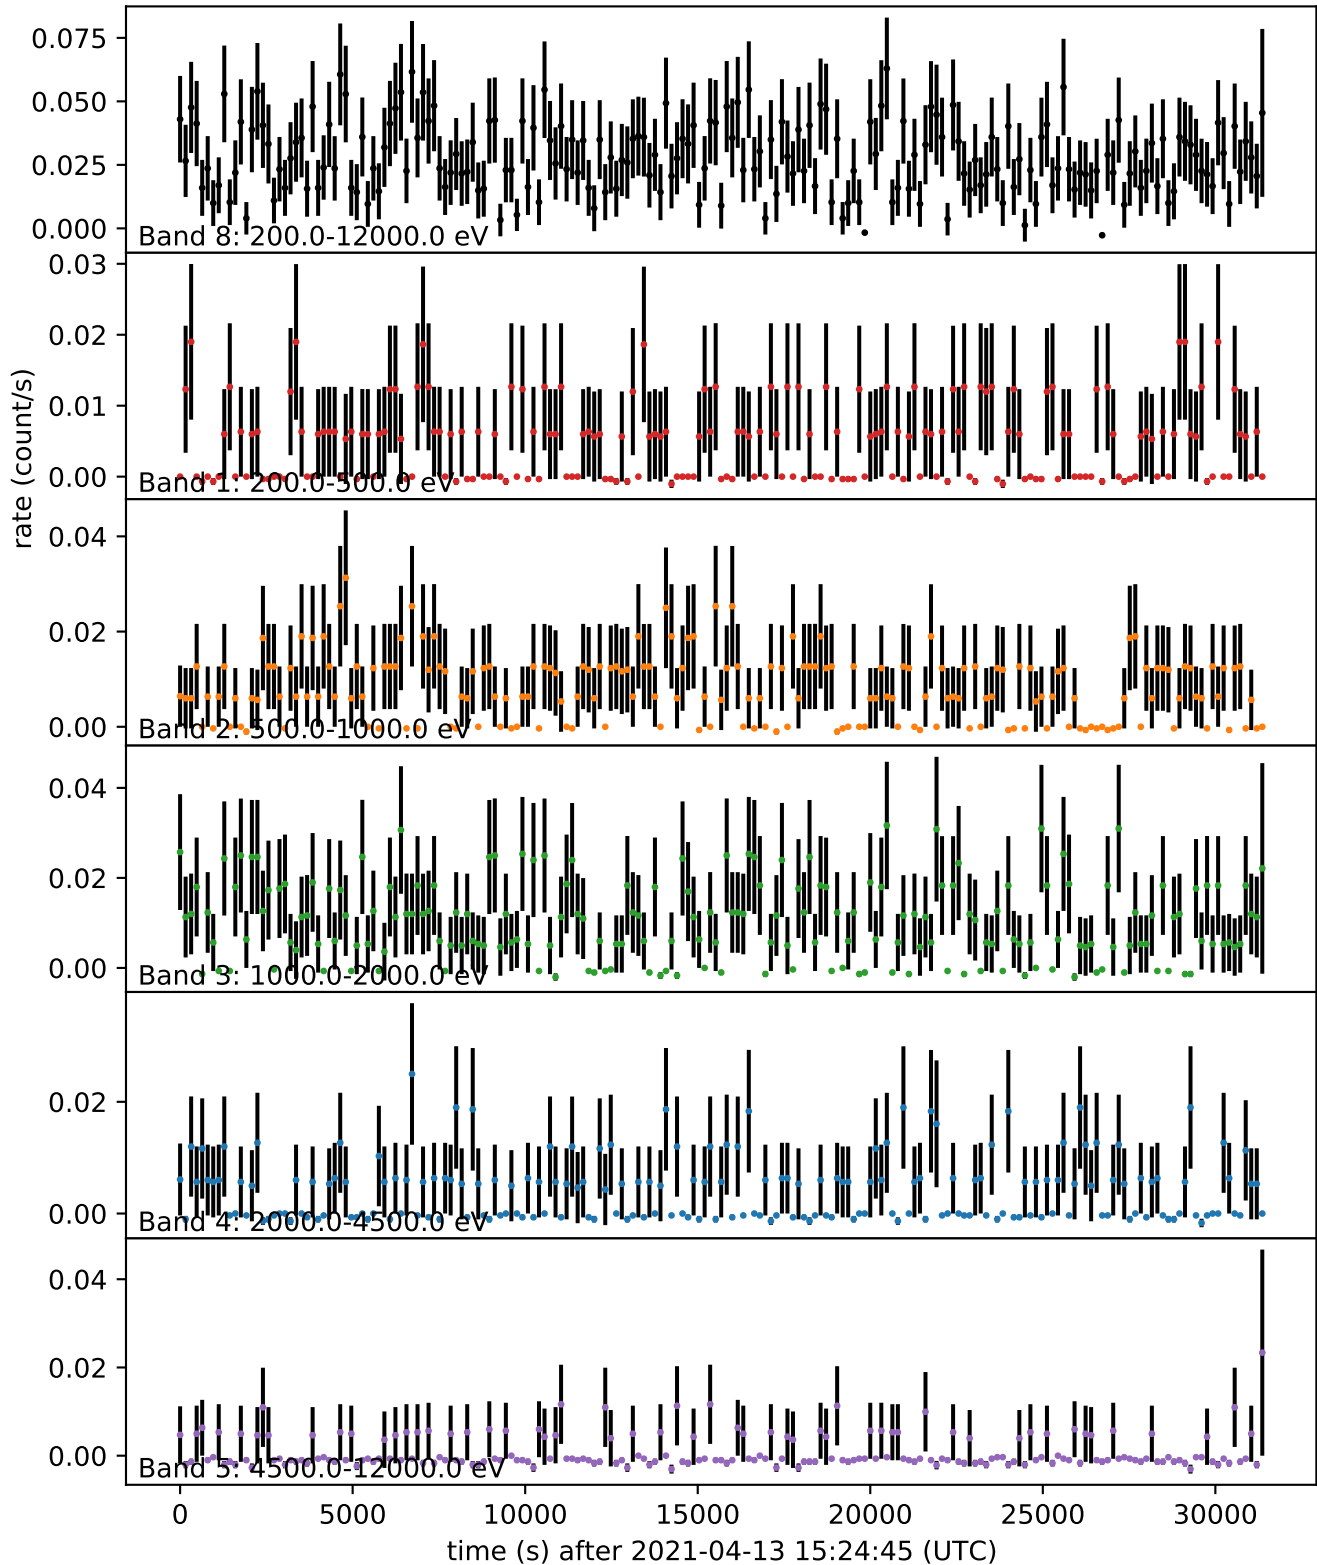 0.075
0.050
0.025
0.000
Band 8: 200.0-12000.0 eV
0.03
0.02
0.01
0.00
Band 1: 200.0-500.0 eV
rate (count/s)
0.04
0.02
0.00
Band 2: 500.0-1000.0 eV
0.04
0.02
0.00
Band 3: 1000.0-2000.0 eV
0.02
0.00
Band 4: 2000.0-4500.0 eV
0.04
0.02
0.00
Band 5: 4500.0-12000.0 eV
0 5000 10000 15000 20000 25000 30000
time (s) after 2021-04-13 15:24:45 (UTC)